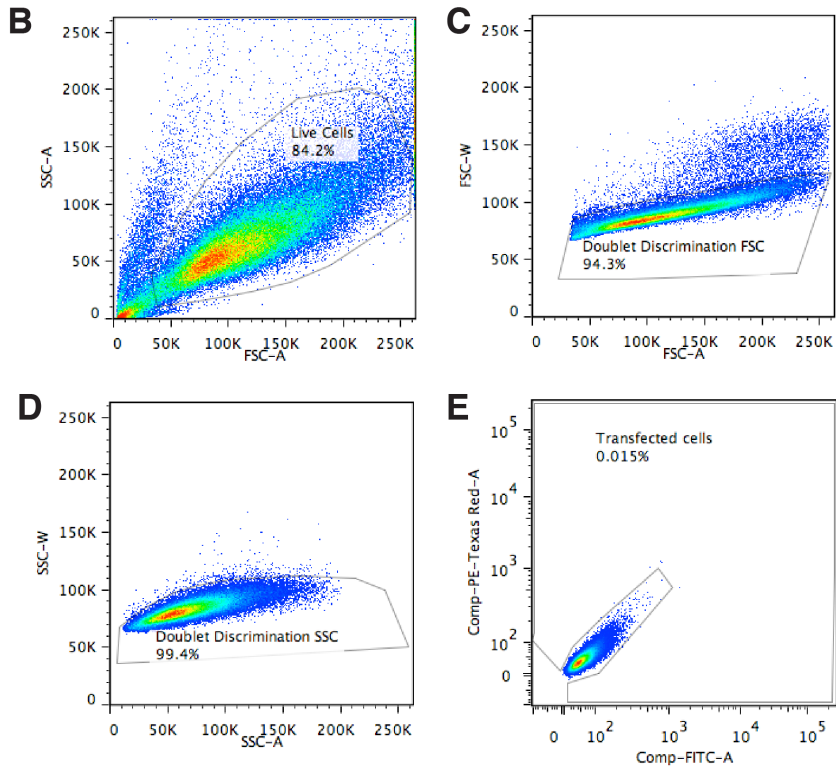 B
250K
200K
150K
100K
50K
0
SSC-A
Live Cells
84.2%
0
50K
100K
150K
200K
250K
FSC-A
C
250K
200K
150K
100K
50K
0
FSC-W
Doublet Discrimination FSC
94.3%
0
50K
100K
150K
200K
250K
FSC-A
D
250K
200K
150K
100K
50K
0
SSC-W
Doublet Discrimination SSC
99.4%
0
50K
100K
150K
200K
250K
SSC-A
E
10^5
10^4
10^3
10^2
0
Comp-PE-Texas Red-A
Transfected cells
0.015%
0
10^2
10^3
10^4
10^5
Comp-FITC-A